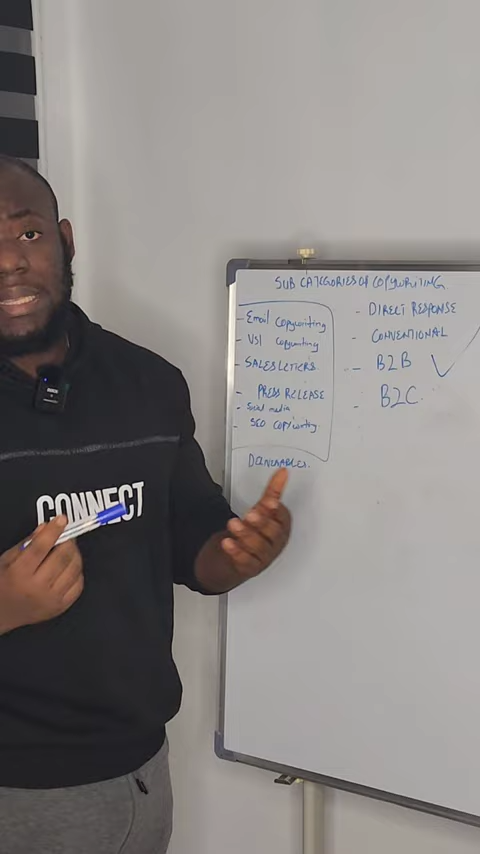 SUB CATEGORIES OF COPYWRITING
- Email Copywriting
- VSL Copywriting
- SALES LETTERS
- PRESS RELEASE
- Social media
- SEO COPYwriting
DELIVERABLES.
- DIRECT RESPONSE
- CONVENTIONAL
- B2B
- B2C.
CONNECT